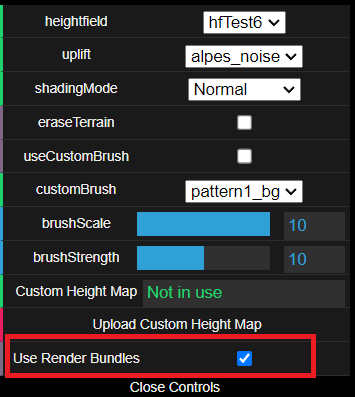 heightfield hfTest6
uplift alpes_noise
shadingMode Normal
eraseTerrain
useCustomBrush
customBrush pattern1_bg
brushScale 10
brushStrength 10
Custom Height Map Not in use
Upload Custom Height Map
Use Render Bundles
Close Controls